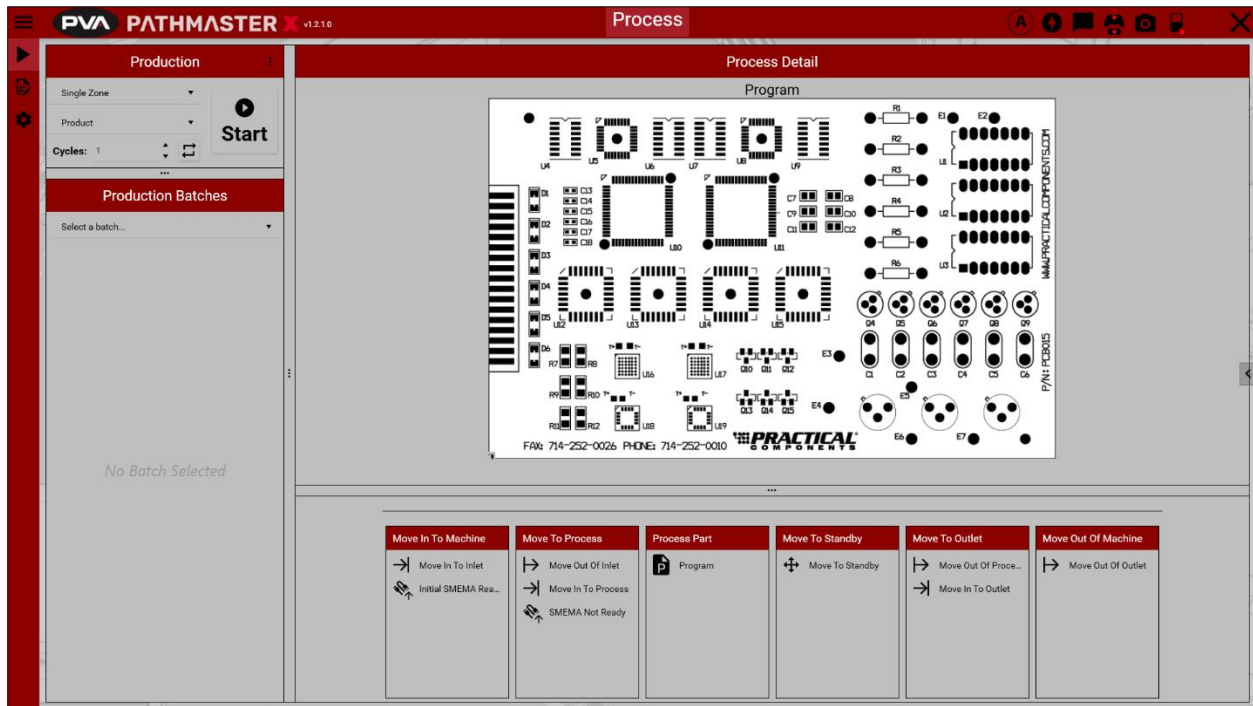 PVA PATHMASTER X v1.2.1.0
Process
A
Production
Single Zone
Product
Start
Cycles: 1
Production Batches
Select a batch...
No Batch Selected
Process Detail
Program
U4
U5
U6
U7
U8
U9
R1
R2
R3
R4
R5
R6
E1
E2
U1
U2
U3
WWW.PRACTICALCOMPONENTS.COM
P/N: PCB015
D1
D2
D3
D4
D5
D6
C13
C14
C15
C16
C17
C18
U10
U11
C7
C8
C9
C10
C11
C12
U12
U13
U14
U15
Q4
Q5
Q6
Q7
Q8
Q9
C1
C2
C3
C4
C5
C6
R7
R8
R9
R10
R11
R12
T+
T-
U16
T+
T-
U17
T+
T-
U18
T+
T-
U19
Q10
Q11
Q12
Q13
Q14
Q15
E3
E4
E5
E6
E7
FAX: 714-252-0026 PHONE: 714-252-0010
PRACTICAL
COMPONENTS
Move In To Machine
Move In To Inlet
Initial SMEMA Rea...
Move To Process
Move Out Of Inlet
Move In To Process
SMEMA Not Ready
Process Part
P
Program
Move To Standby
Move To Standby
Move To Outlet
Move Out Of Proce...
Move In To Outlet
Move Out Of Machine
Move Out Of Outlet